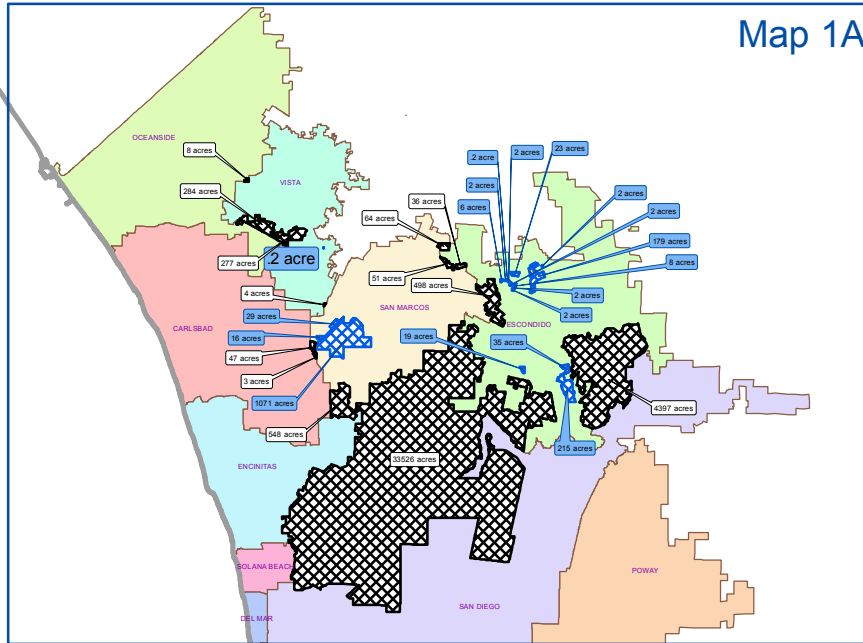 Map 1A
OCEANSIDE
8 acres
VISTA
284 acres
277 acres
.2 acre
4 acres
36 acres
64 acres
51 acres
498 acres
.2 acre
2 acres
23 acres
2 acres
6 acres
2 acres
2 acres
179 acres
8 acres
2 acres
2 acres
SAN MARCOS
ESCONDIDO
CARLSBAD
29 acres
16 acres
47 acres
3 acres
1071 acres
19 acres
35 acres
548 acres
4397 acres
215 acres
33526 acres
ENCINITAS
SOLANA BEACH
DEL MAR
SAN DIEGO
POWAY